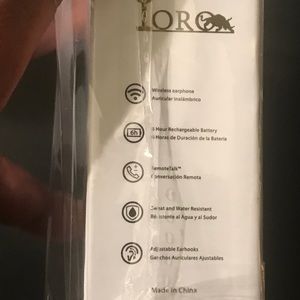 TORO
Wireless earphone
Auricular Inalámbrico
6h
6 Hour Rechargeable Battery
6 Horas de Duración de la Batería
RemoteTalk™
Conversación Remota
Sweat and Water Resistant
Resistente al Agua y al Sudor
Adjustable Earhooks
Ganchos Auriculares Ajustables
Made in China